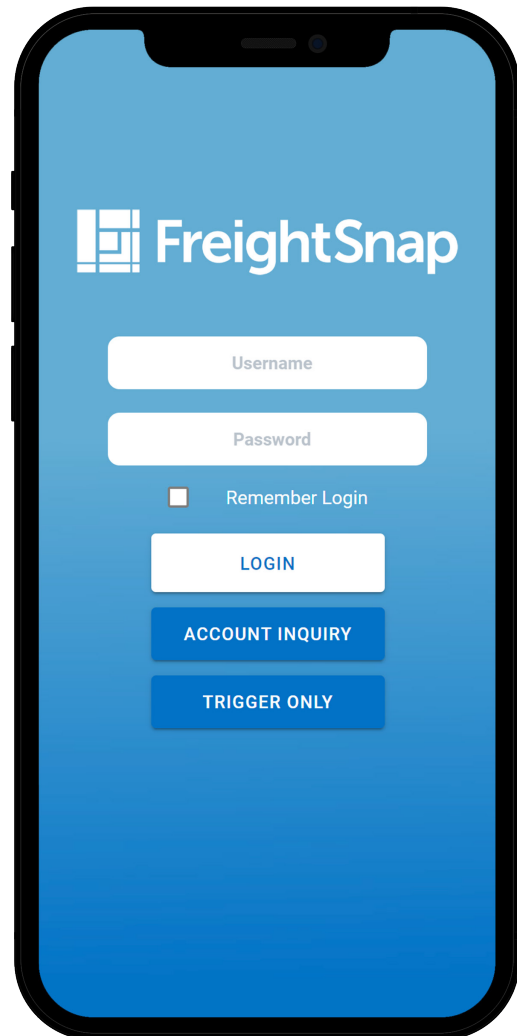 FreightSnap
Username
Password
Remember Login
LOGIN
ACCOUNT INQUIRY
TRIGGER ONLY